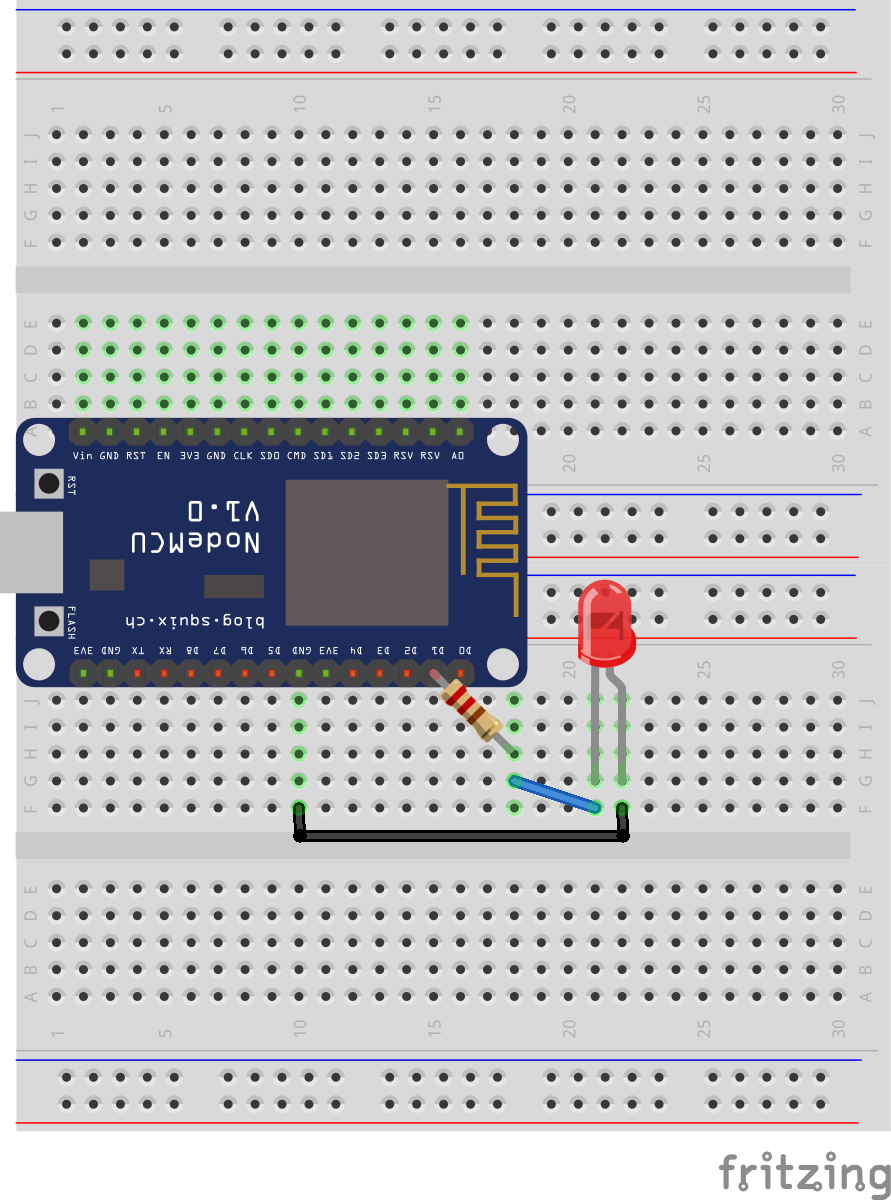 1 5 10 15 20 25 30
J J
I I
H H
G G
F F
E E
D D
C C
B B
A A
Vin GND RST EN 3V3 GND CLK SD0 CMD SD1 SD2 SD3 RSV RSV A0
20 25 30
RST
V1.0
NodeMCU
FLASH
blog.squix.ch
3V3 GND TX RX D8 D7 D6 D5 GND 3V3 D4 D3 D2 D1 D0
20 25 30
J J
I I
H H
G G
F F
E E
D D
C C
B B
A A
1 5 10 15 20 25 30
fritzing